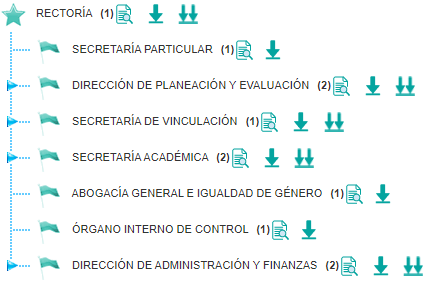 RECTORÍA (1)
SECRETARÍA PARTICULAR (1)
DIRECCIÓN DE PLANEACIÓN Y EVALUACIÓN (2)
SECRETARÍA DE VINCULACIÓN (1)
SECRETARÍA ACADÉMICA (2)
ABOGACÍA GENERAL E IGUALDAD DE GÉNERO (1)
ÓRGANO INTERNO DE CONTROL (1)
DIRECCIÓN DE ADMINISTRACIÓN Y FINANZAS (2)